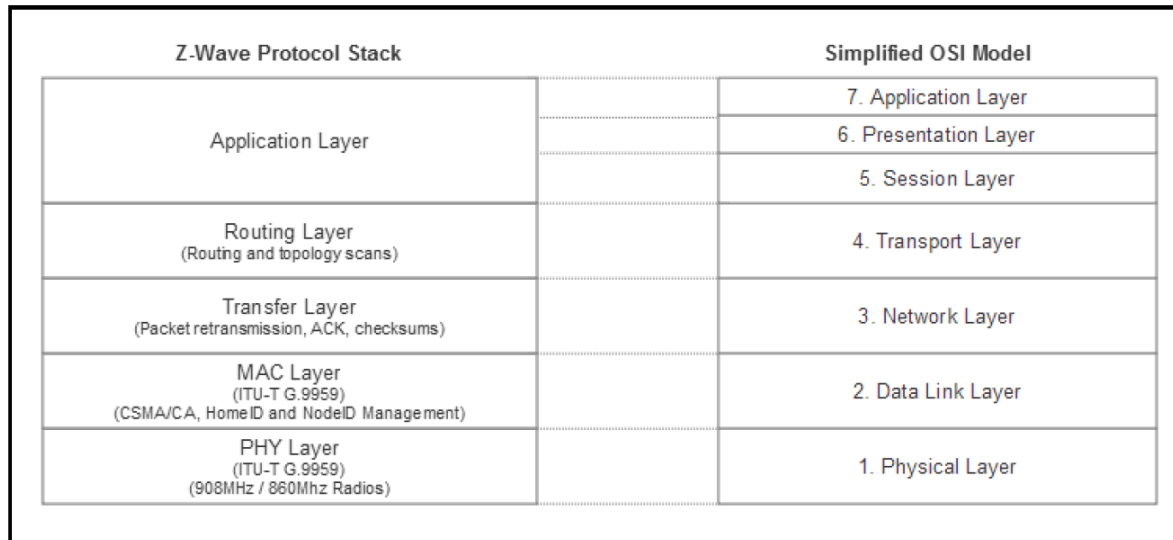 Z-Wave Protocol Stack
Simplified OSI Model
Application Layer
7. Application Layer
6. Presentation Layer
5. Session Layer
Routing Layer
(Routing and topology scans)
4. Transport Layer
Transfer Layer
(Packet retransmission, ACK, checksums)
3. Network Layer
MAC Layer
(ITU-T G.9959)
(CSMA/CA, HomeID and NodeID Management)
2. Data Link Layer
PHY Layer
(ITU-T G.9959)
(908MHz / 860Mhz Radios)
1. Physical Layer